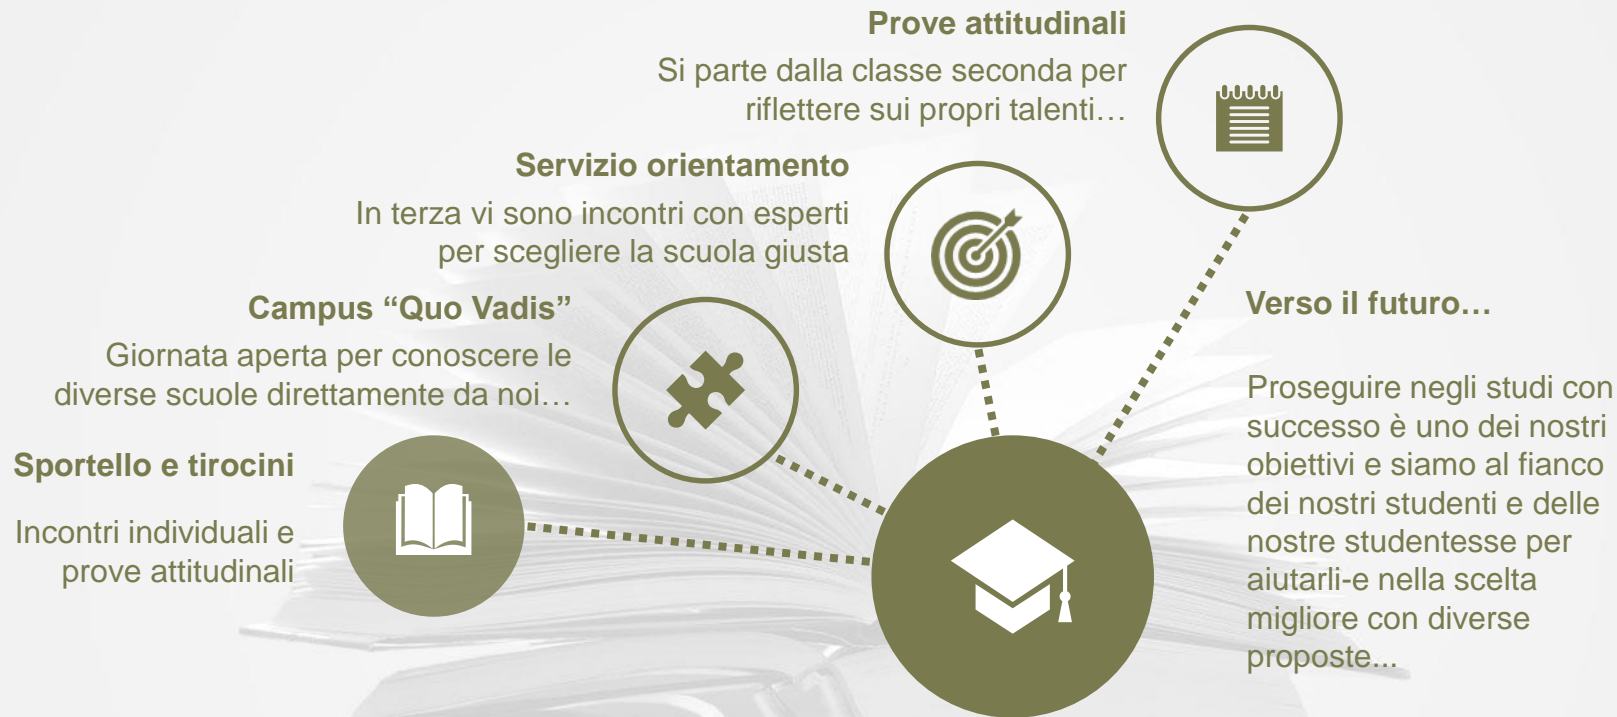 Prove attitudinali
Si parte dalla classe seconda per
riflettere sui propri talenti…
Servizio orientamento
In terza vi sono incontri con esperti
per scegliere la scuola giusta
Campus “Quo Vadis”
Giornata aperta per conoscere le
diverse scuole direttamente da noi…
Sportello e tirocini
Incontri individuali e
prove attitudinali
Verso il futuro…
Proseguire negli studi con
successo è uno dei nostri
obiettivi e siamo al fianco
dei nostri studenti e delle
nostre studentesse per
aiutarli-e nella scelta
migliore con diverse
proposte...